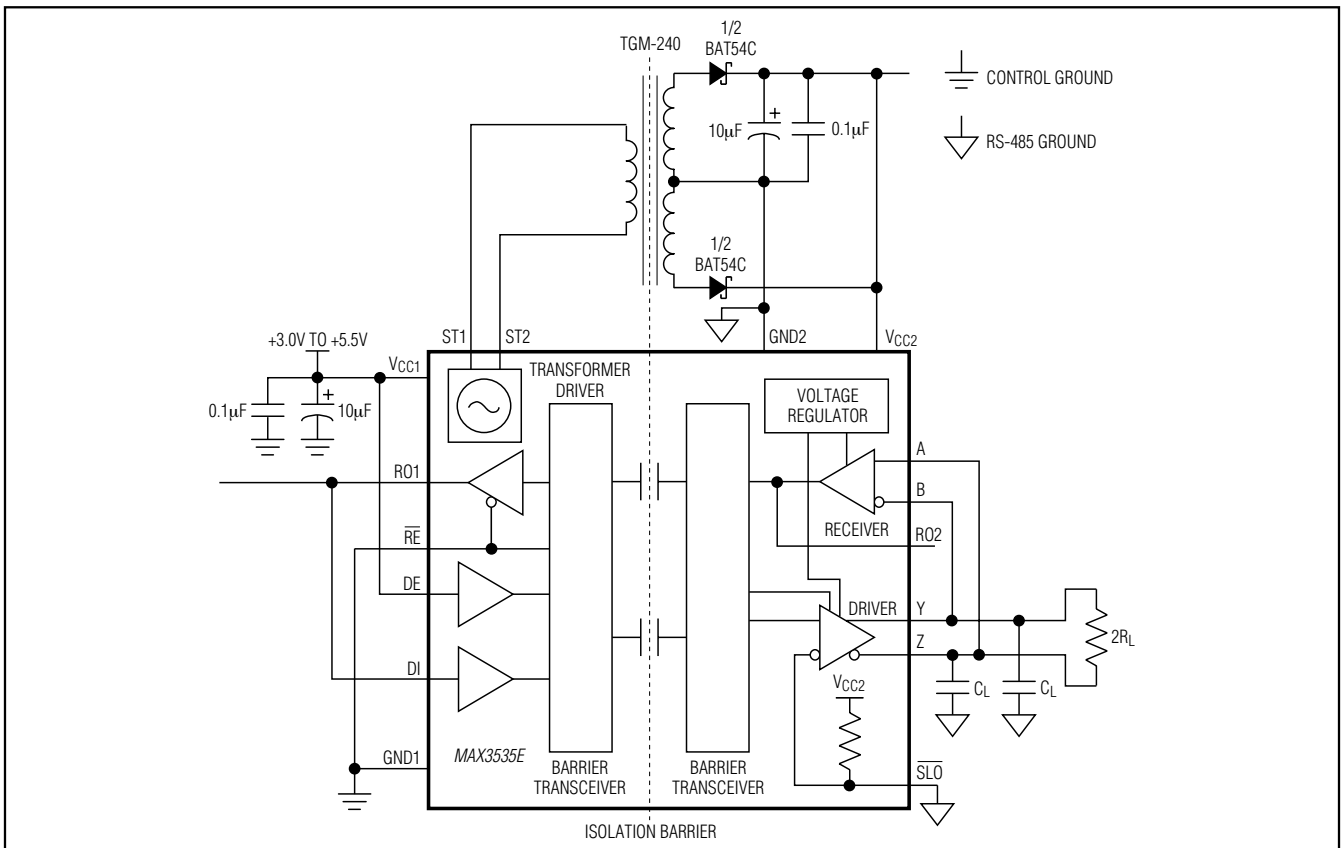 1/2
BAT54C
TGM-240
CONTROL GROUND
10µF
+
0.1µF
RS-485 GROUND
1/2
BAT54C
+3.0V TO +5.5V
ST1
ST2
GND2
VCC2
VCC1
TRANSFORMER
DRIVER
VOLTAGE
REGULATOR
0.1µF
+
10µF
RO1
A
B
RECEIVER
RO2
RE
DE
DRIVER
Y
Z
2RL
DI
VCC2
CL
CL
GND1
MAX3535E
BARRIER
TRANSCEIVER
BARRIER
TRANSCEIVER
SLO
ISOLATION BARRIER